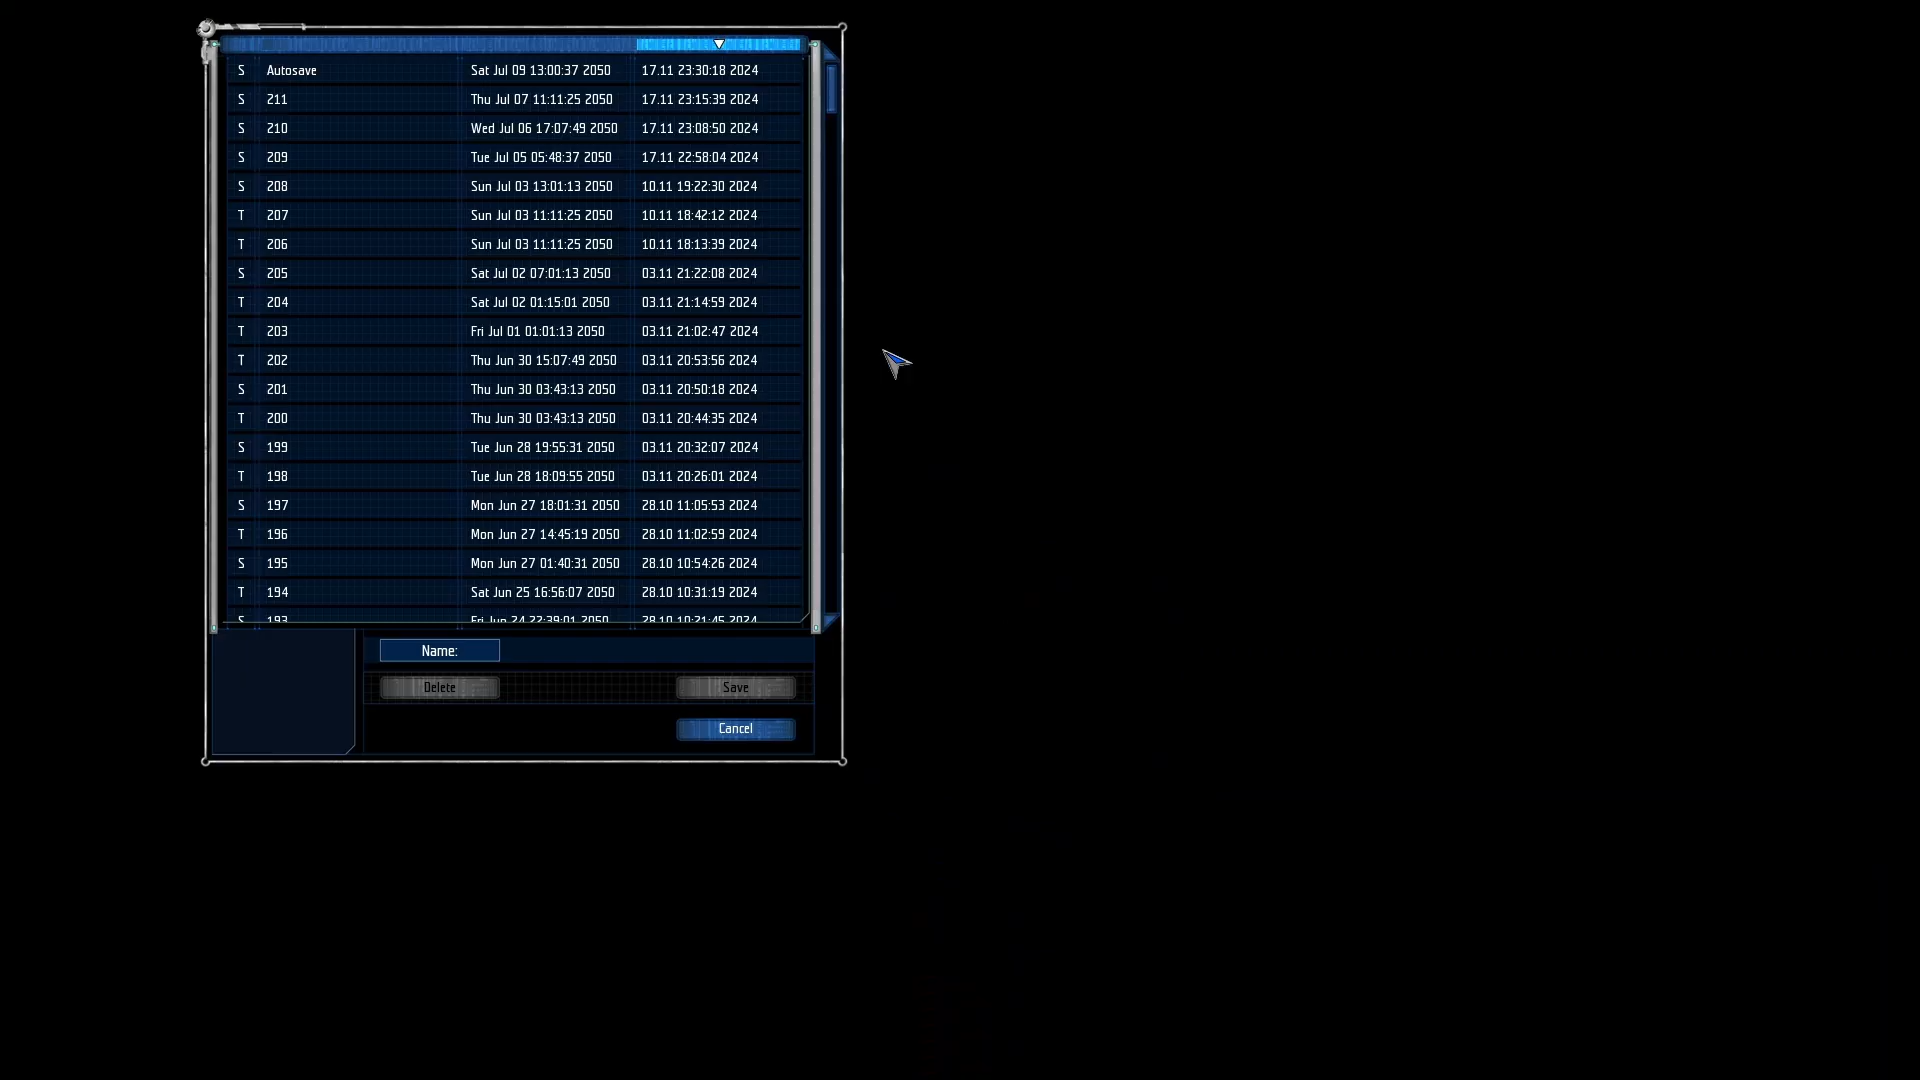 S Autosave Sat Jul 09 13:00:37 2050 17.11 23:30:18 2024
S 211 Thu Jul 07 11:11:25 2050 17.11 23:15:39 2024
S 210 Wed Jul 06 17:07:49 2050 17.11 23:08:50 2024
S 209 Tue Jul 05 05:48:37 2050 17.11 22:58:04 2024
S 208 Sun Jul 03 13:01:13 2050 10.11 19:22:30 2024
T 207 Sun Jul 03 11:11:25 2050 10.11 18:42:12 2024
T 206 Sun Jul 03 11:11:25 2050 10.11 18:13:39 2024
S 205 Sat Jul 02 07:01:13 2050 03.11 21:22:08 2024
T 204 Sat Jul 02 01:15:01 2050 03.11 21:14:59 2024
T 203 Fri Jul 01 01:01:13 2050 03.11 21:02:47 2024
T 202 Thu Jun 30 15:07:49 2050 03.11 20:53:56 2024
S 201 Thu Jun 30 03:43:13 2050 03.11 20:50:18 2024
T 200 Thu Jun 30 03:43:13 2050 03.11 20:44:35 2024
S 199 Tue Jun 28 19:55:31 2050 03.11 20:32:07 2024
T 198 Tue Jun 28 18:09:55 2050 03.11 20:26:01 2024
S 197 Mon Jun 27 18:01:31 2050 28.10 11:05:53 2024
T 196 Mon Jun 27 14:45:19 2050 28.10 11:02:59 2024
S 195 Mon Jun 27 01:40:31 2050 28.10 10:54:26 2024
T 194 Sat Jun 25 16:56:07 2050 28.10 10:31:19 2024
S 193 Fri Jun 24 22:39:01 2050 28.10 10:21:45 2024
Name:
Delete Save
Cancel